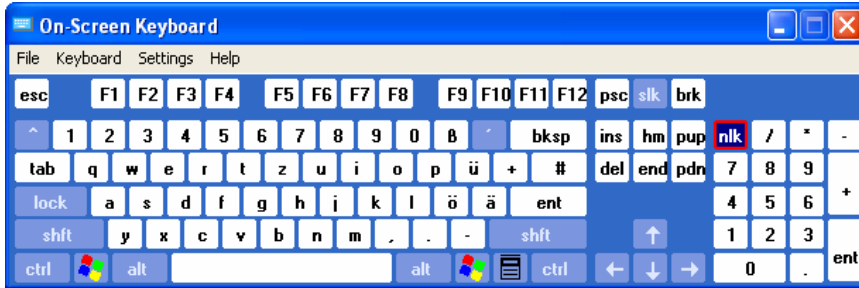 On-Screen Keyboard
File Keyboard Settings Help
esc F1 F2 F3 F4 F5 F6 F7 F8 F9 F10 F11 F12 psc slk brk
^ 1 2 3 4 5 6 7 8 9 0 ß ´ bksp ins hm pup nlk / * -
tab q w e r t z u i o p ü + # del end pdn 7 8 9 +
lock a s d f g h j k l ö ä ent 4 5 6
shft y x c v b n m , . - shft ↑ 1 2 3 ent
ctrl alt alt ctrl ← ↓ → 0 .